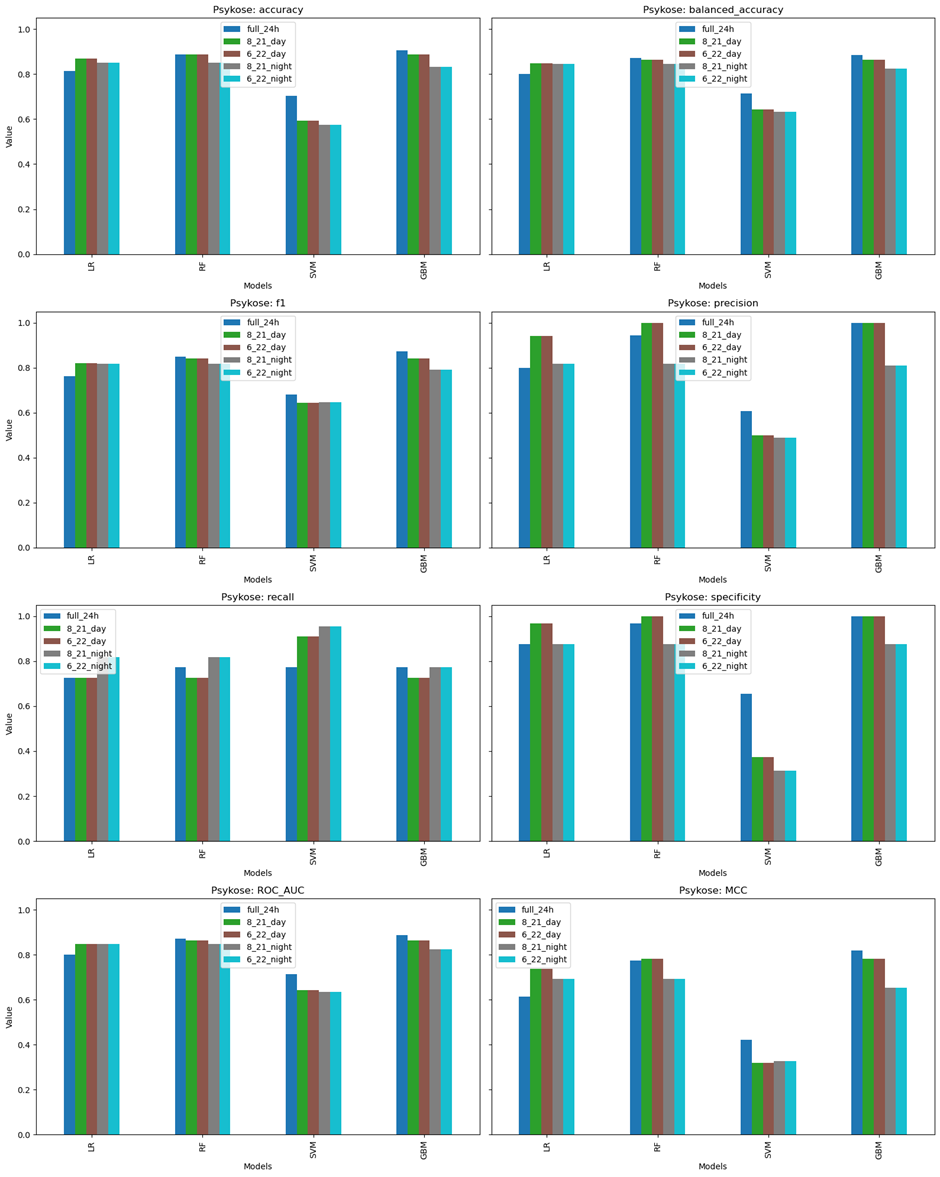 Psykose: accuracy
1.0
0.8
0.6
0.4
0.2
0.0
Value
full_24h
8_21_day
6_22_day
8_21_night
6_22_night
LR
RF
SVM
GBM
Models
Psykose: balanced_accuracy
full_24h
8_21_day
6_22_day
8_21_night
6_22_night
LR
RF
SVM
GBM
Models
Psykose: f1
1.0
0.8
0.6
0.4
0.2
0.0
Value
full_24h
8_21_day
6_22_day
8_21_night
6_22_night
LR
RF
SVM
GBM
Models
Psykose: precision
full_24h
8_21_day
6_22_day
8_21_night
6_22_night
LR
RF
SVM
GBM
Models
Psykose: recall
1.0
0.8
0.6
0.4
0.2
0.0
Value
full_24h
8_21_day
6_22_day
8_21_night
6_22_night
LR
RF
SVM
GBM
Models
Psykose: specificity
full_24h
8_21_day
6_22_day
8_21_night
6_22_night
LR
RF
SVM
GBM
Models
Psykose: ROC_AUC
1.0
0.8
0.6
0.4
0.2
0.0
Value
full_24h
8_21_day
6_22_day
8_21_night
6_22_night
LR
RF
SVM
GBM
Models
Psykose: MCC
full_24h
8_21_day
6_22_day
8_21_night
6_22_night
LR
RF
SVM
GBM
Models